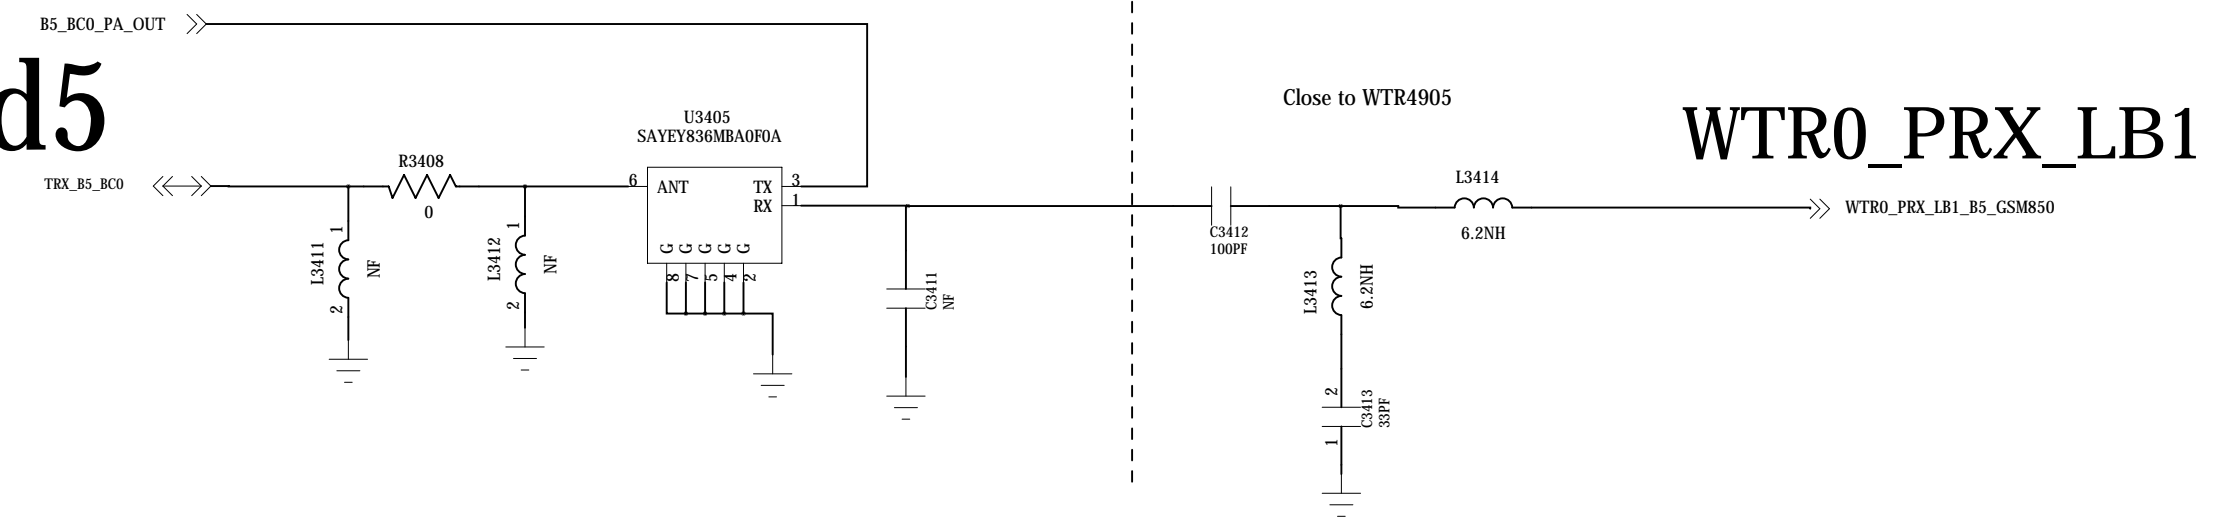 B5_BC0_PA_OUT
d5
Close to WTR4905
WTR0_PRX_LB1
U3405
SAYEY836MBA0F0A
R3408
0
TRX_B5_BC0
6
ANT
TX
3
RX
1
L3414
6.2NH
WTR0_PRX_LB1_B5_GSM850
C3412
100PF
1
L3411
NF
2
1
L3412
NF
2
G G G G G
8 7 5 4 2
C3411
NF
L3413
6.2NH
2
C3413
33PF
1